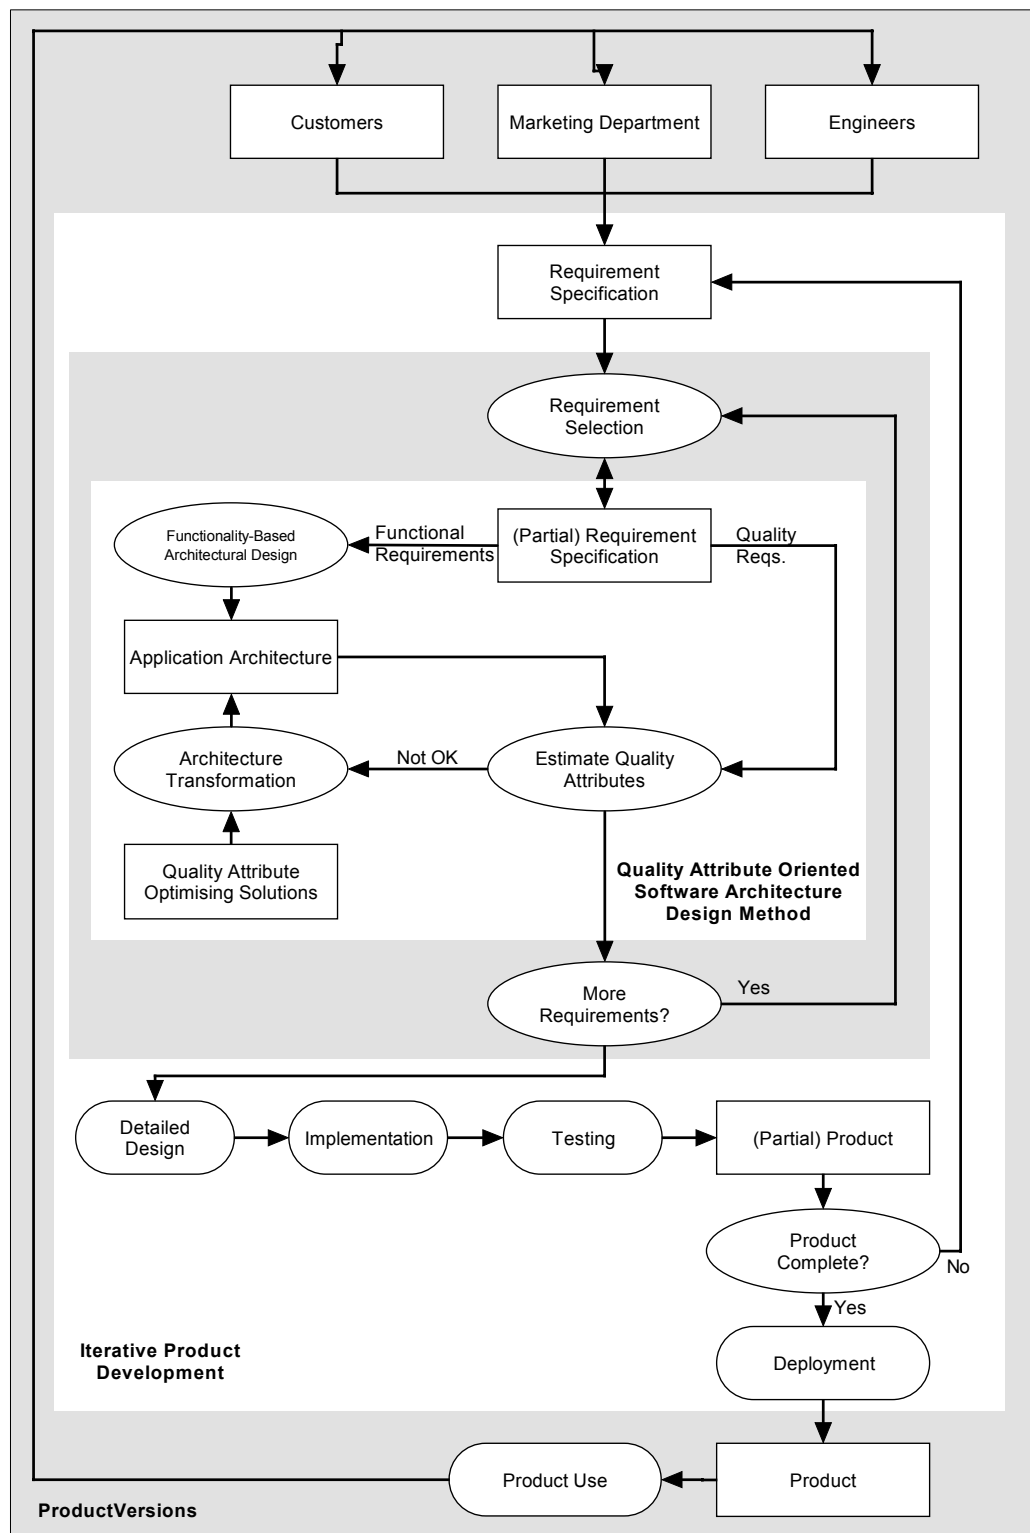 Customers
Marketing Department
Engineers
Requirement
Specification
Requirement
Selection
Functionality-Based
Architectural Design
Functional
Requirements
(Partial) Requirement
Specification
Quality
Reqs.
Application Architecture
Architecture
Transformation
Not OK
Estimate Quality
Attributes
Quality Attribute
Optimising Solutions
Quality Attribute Oriented
Software Architecture
Design Method
More
Requirements?
Yes
Detailed
Design
Implementation
Testing
(Partial) Product
Product
Complete?
No
Yes
Iterative Product
Development
Deployment
Product Use
Product
ProductVersions